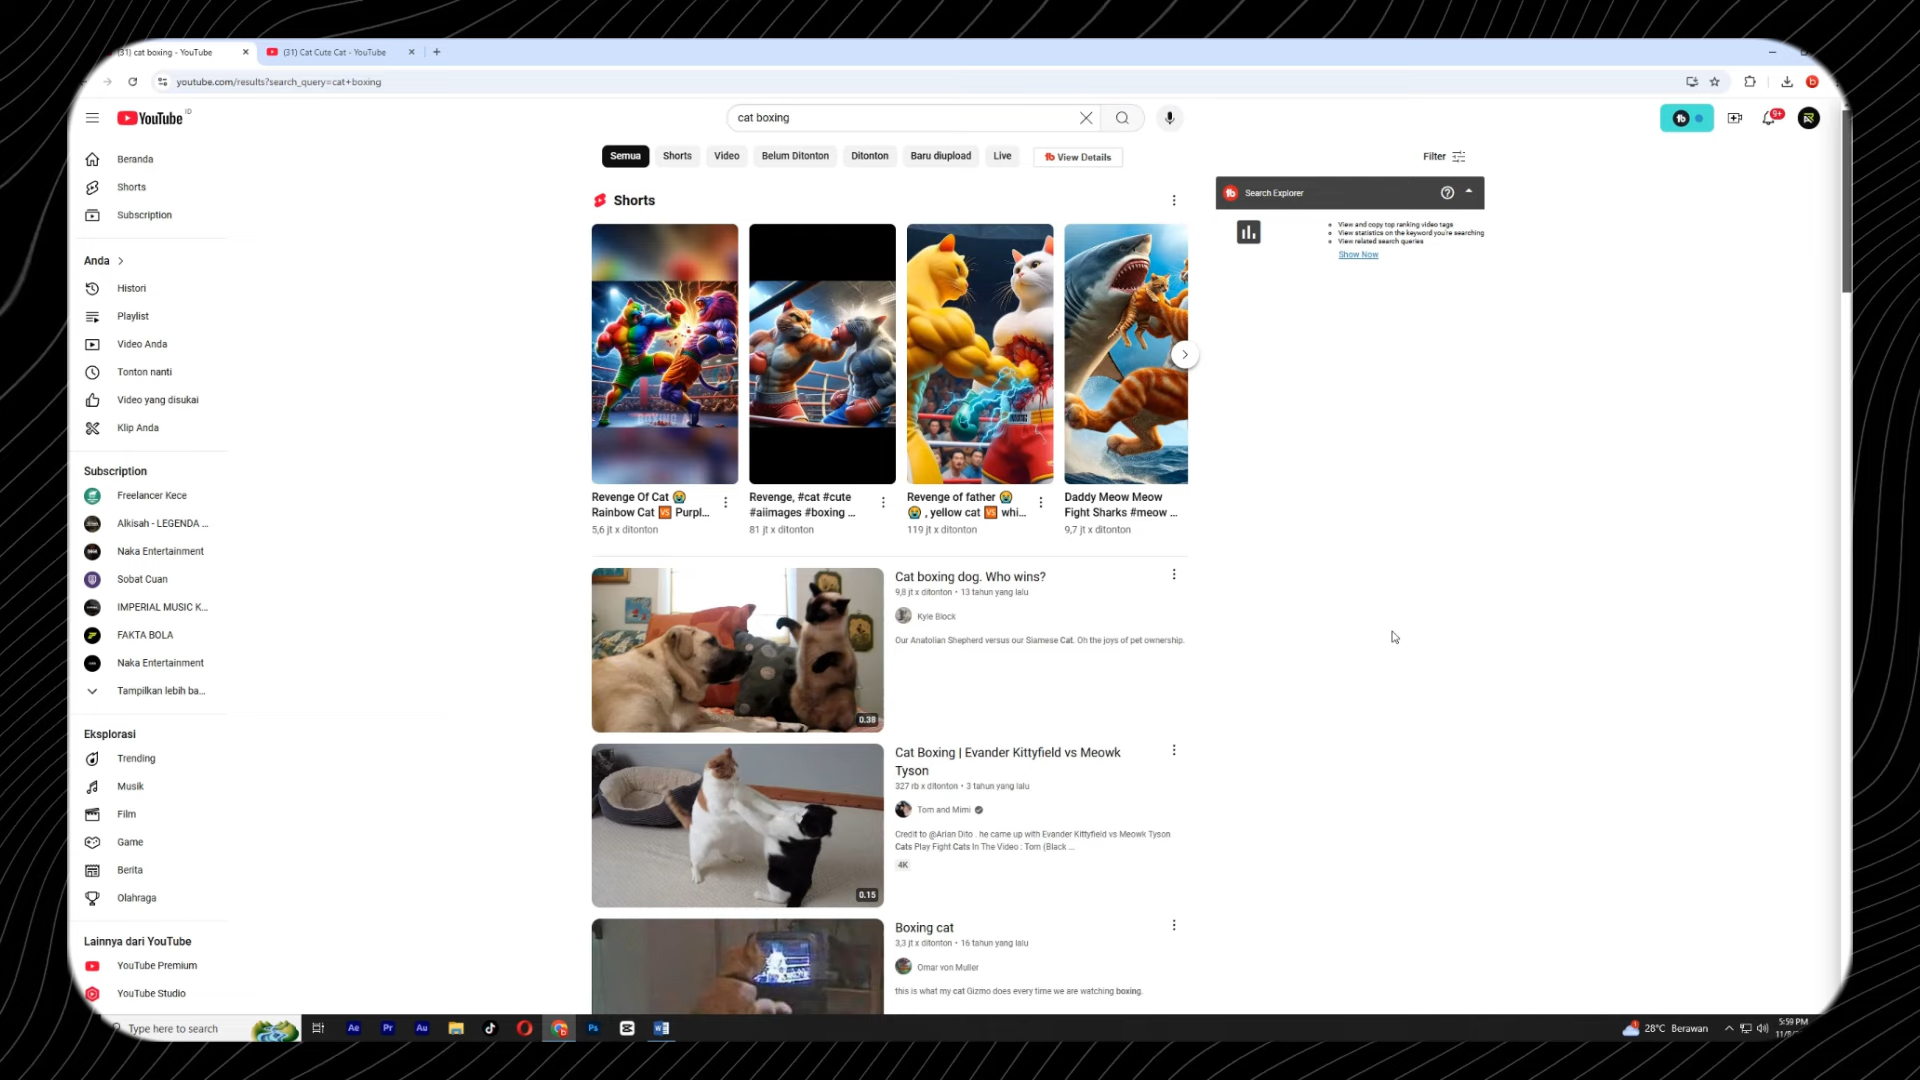 (31) cat boxing - YouTube
(31) Cat Cute Cat - YouTube
youtube.com/results?search_query=cat+boxing
YouTube ID
cat boxing
9+
Beranda
Shorts
Subscription
Anda
Histori
Playlist
Video Anda
Tonton nanti
Video yang disukai
Klip Anda
Subscription
Freelancer Kece
Alkisah - LEGENDA ...
Naka Entertainment
Sobat Cuan
IMPERIAL MUSIC K...
FAKTA BOLA
Naka Entertainment
Tampilkan lebih ba...
Eksplorasi
Trending
Musik
Film
Game
Berita
Olahraga
Lainnya dari YouTube
YouTube Premium
YouTube Studio
Semua
Shorts
Video
Belum Ditonton
Ditonton
Baru diupload
Live
View Details
Filter
Shorts
Revenge Of Cat 😭
Rainbow Cat 🆚 Purpl...
5,6 jt x ditonton
Revenge, #cat #cute
#aiimages #boxing ...
81 jt x ditonton
Revenge of father 😭
😭 , yellow cat 🆚 whi...
119 jt x ditonton
Daddy Meow Meow
Fight Sharks #meow ...
9,7 jt x ditonton
Search Explorer
View and copy top ranking video tags
View statistics on the keyword you're searching
View related search queries
Show Now
0.38
Cat boxing dog. Who wins?
9,8 jt x ditonton • 13 tahun yang lalu
Kyle Block
Our Anatolian Shepherd versus our Siamese Cat. Oh the joys of pet ownership.
0.15
Cat Boxing | Evander Kittyfield vs Meowk
Tyson
327 rb x ditonton • 3 tahun yang lalu
Tom and Mimi
Credit to @Arian Dito . he came up with Evander Kittyfield vs Meowk Tyson
Cats Play Fight Cats In The Video : Tom (Black ...
4K
Boxing cat
3,3 jt x ditonton • 16 tahun yang lalu
Omar von Muller
this is what my cat Gizmo does every time we are watching boxing.
Type here to search
Ae
Pr
Au
Ps
28°C Berawan
5:59 PM